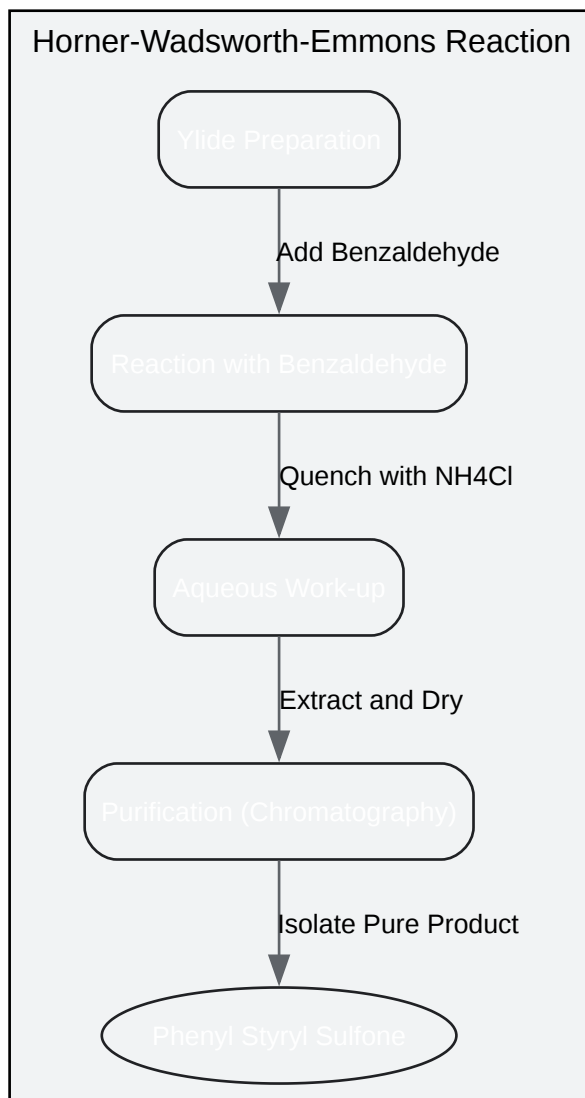 Horner-Wadsworth-Emmons Reaction
Ylide Preparation
Add Benzaldehyde
Reaction with Benzaldehyde
Quench with NH4Cl
Aqueous Work-up
Extract and Dry
Purification (Chromatography)
Isolate Pure Product
Phenyl Styryl Sulfone